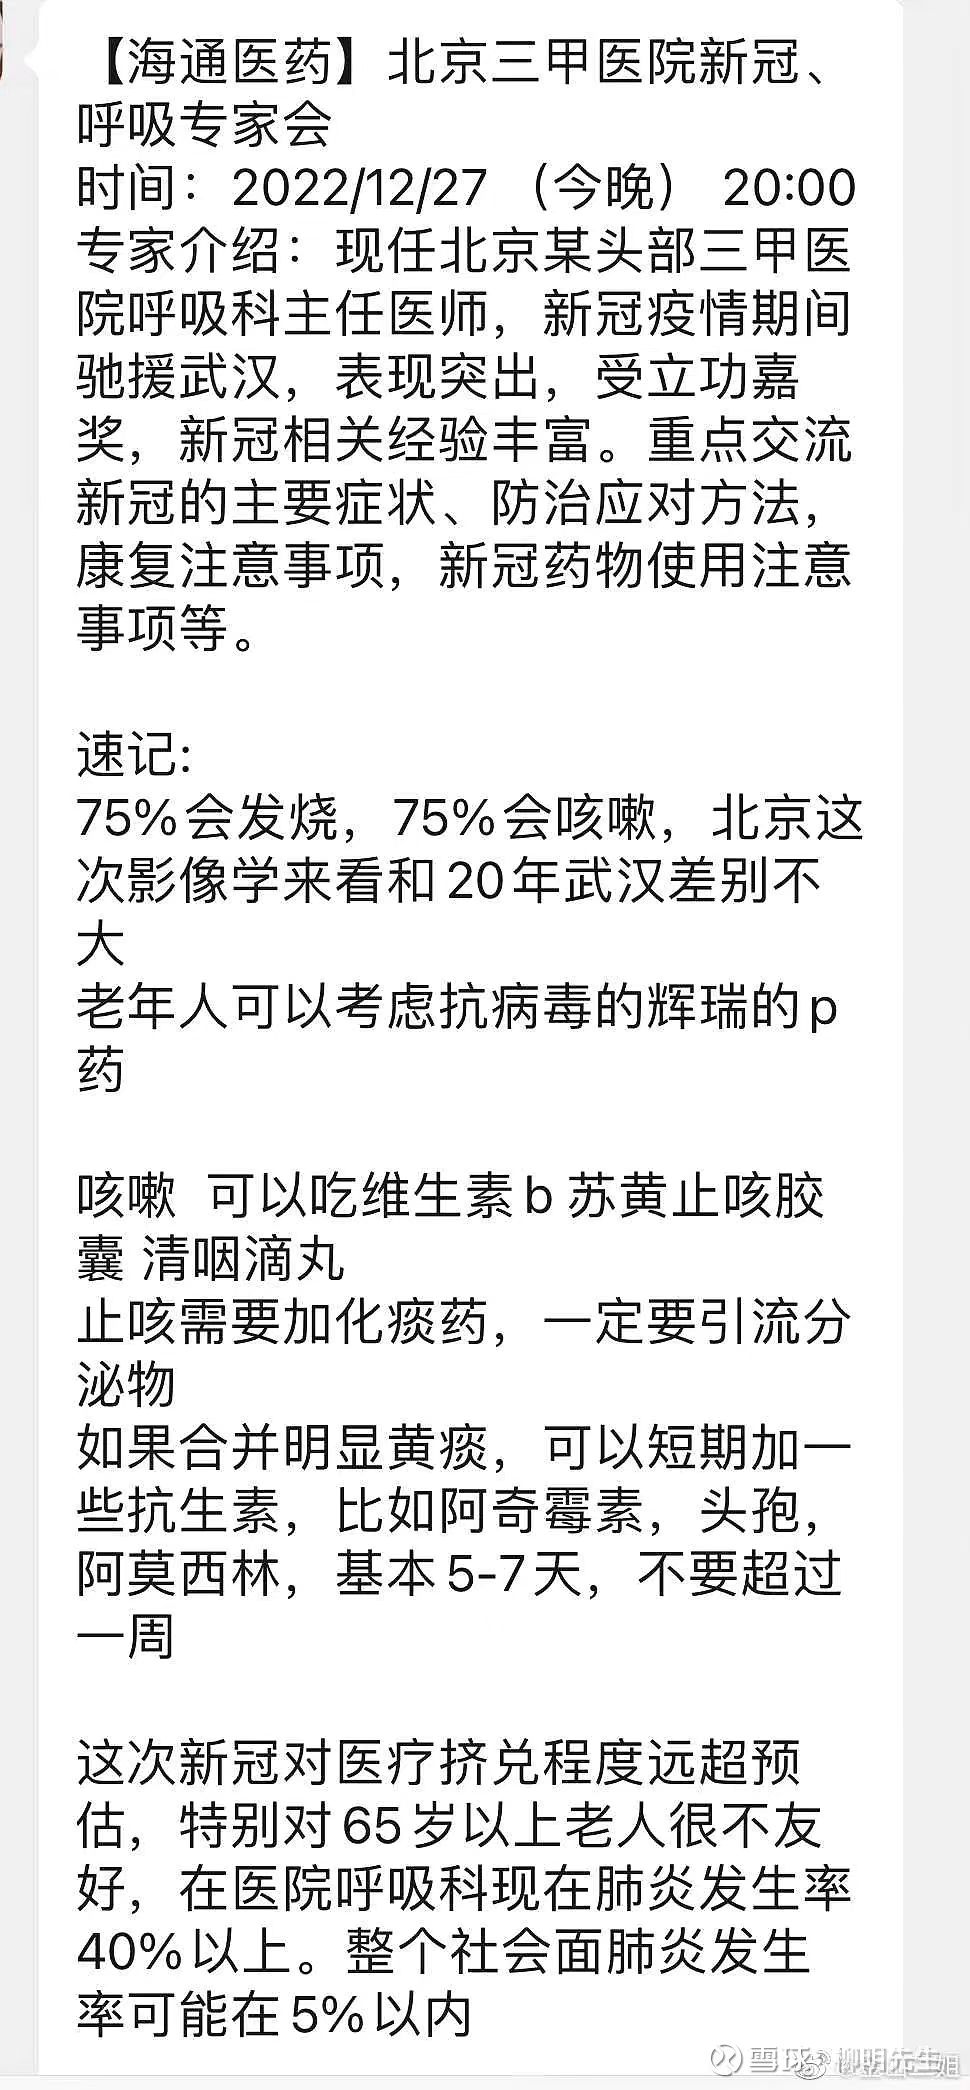 【海通医药】北京三甲医院新冠、
呼吸专家会
时间：2022/12/27（今晚） 20:00
专家介绍：现任北京某头部三甲医
院呼吸科主任医师，新冠疫情期间
驰援武汉，表现突出，受立功嘉
奖，新冠相关经验丰富。重点交流
新冠的主要症状、防治应对方法，
康复注意事项，新冠药物使用注意
事项等。
速记:
75%会发烧，75%会咳嗽，北京这
次影像学来看和20年武汉差别不
大
老年人可以考虑抗病毒的辉瑞的p
药
咳嗽 可以吃维生素b 苏黄止咳胶
囊 清咽滴丸
止咳需要加化痰药，一定要引流分
泌物
如果合并明显黄痰，可以短期加一
些抗生素，比如阿奇霉素，头孢，
阿莫西林，基本5-7天，不要超过
一周
这次新冠对医疗挤兑程度远超预
估，特别对65岁以上老人很不友
好，在医院呼吸科现在肺炎发生率
40%以上。整个社会面肺炎发生
率可能在5%以内
雪球：柳明先生